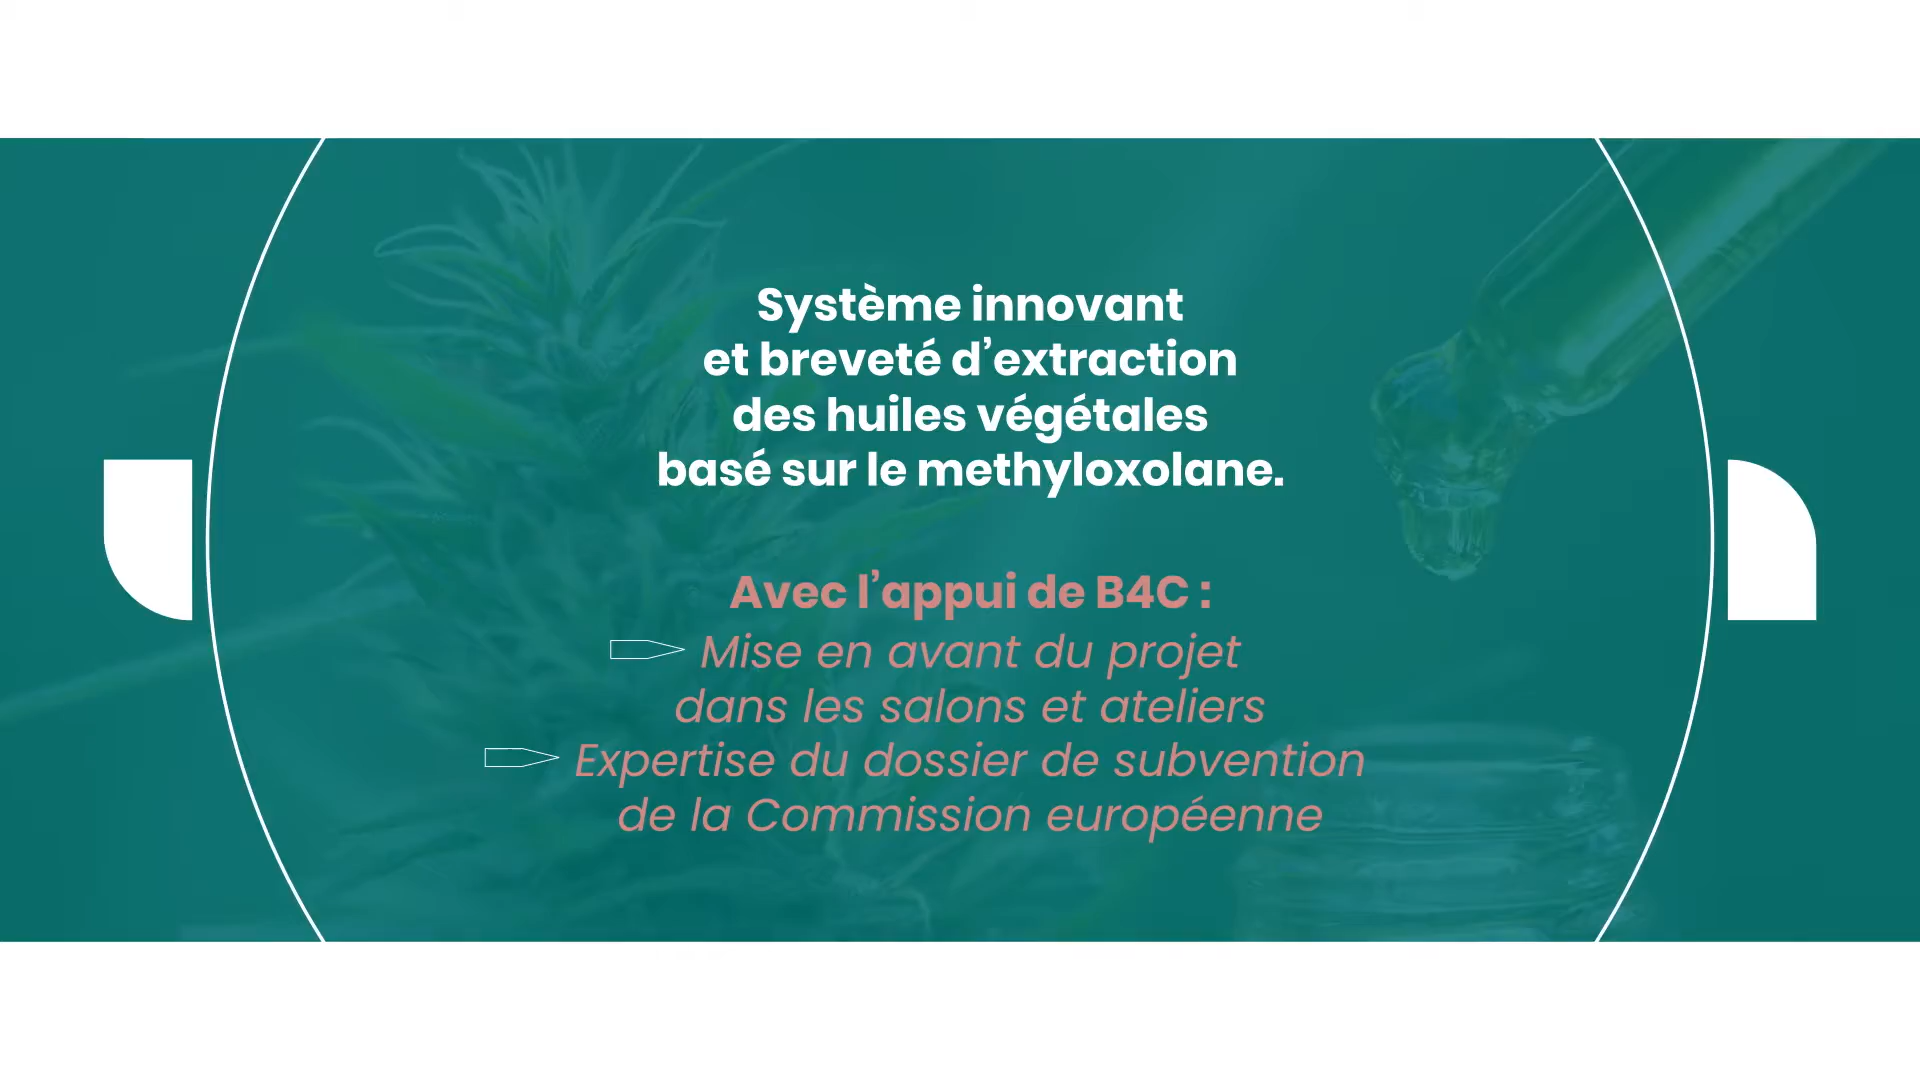 Système innovant
et breveté d’extraction
des huiles végétales
basé sur le methyloxolane.
Avec l’appui de B4C :
Mise en avant du projet
dans les salons et ateliers
Expertise du dossier de subvention
de la Commission européenne